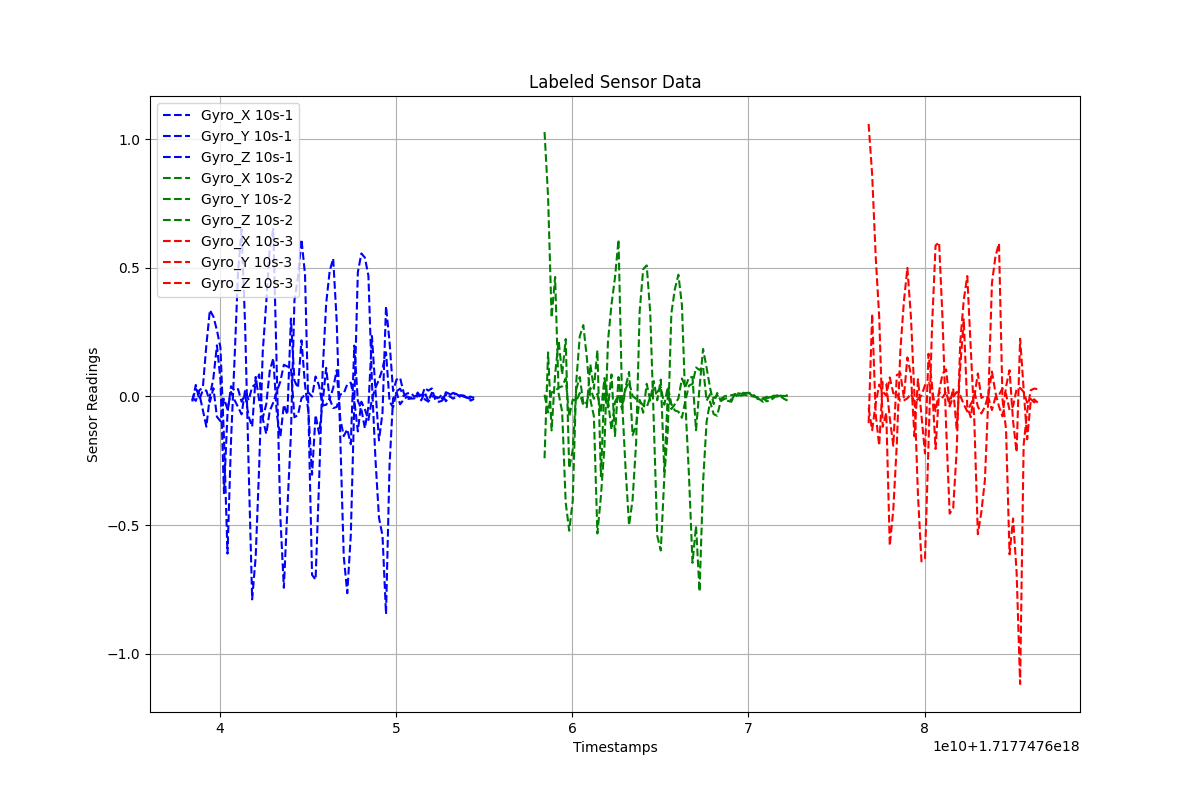 Labeled Sensor Data
Gyro_X 10s-1
Gyro_Y 10s-1
Gyro_Z 10s-1
Gyro_X 10s-2
Gyro_Y 10s-2
Gyro_Z 10s-2
Gyro_X 10s-3
Gyro_Y 10s-3
Gyro_Z 10s-3
1.0
0.5
0.0
−0.5
−1.0
Sensor Readings
4 5 6 7 8
Timestamps
1e10+1.7177476e18